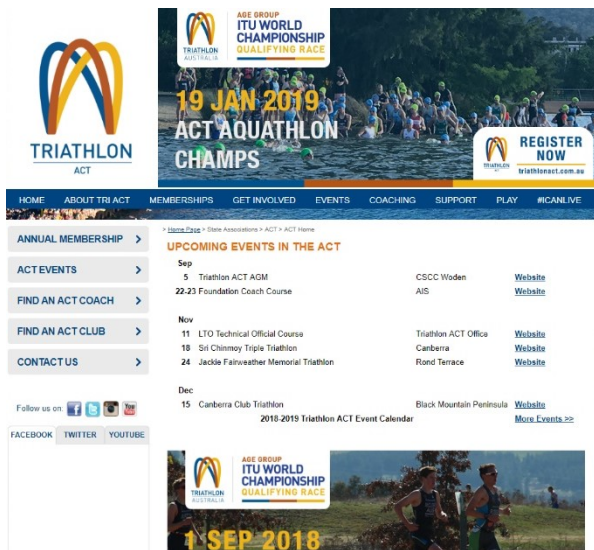 TRIATHLON
ACT
TRIATHLON
AUSTRALIA
AGE GROUP
ITU WORLD
CHAMPIONSHIP
QUALIFYING RACE
19 JAN 2019
ACT AQUATHLON
CHAMPS
TRIATHLON
REGISTER
NOW
triathlonact.com.au
HOME ABOUT TRI ACT MEMBERSHIPS GET INVOLVED EVENTS COACHING SUPPORT PLAY #ICANLIVE
ANNUAL MEMBERSHIP >
ACT EVENTS >
FIND AN ACT COACH >
FIND AN ACT CLUB >
CONTACT US >
Follow us on:
You
FACEBOOK TWITTER YOUTUBE
> Home Page > State Associations > ACT > ACT Home
UPCOMING EVENTS IN THE ACT
Sep
5 Triathlon ACT AGM CSCC Woden Website
22-23 Foundation Coach Course AIS Website
Nov
11 LTO Technical Official Course Triathlon ACT Office Website
18 Sri Chinmoy Triple Triathlon Canberra Website
24 Jackie Fairweather Memorial Triathlon Rond Terrace Website
Dec
15 Canberra Club Triathlon Black Mountain Peninsula Website
2018-2019 Triathlon ACT Event Calendar More Events >>
TRIATHLON
AUSTRALIA
AGE GROUP
ITU WORLD
CHAMPIONSHIP
QUALIFYING RACE
1 SEP 2018